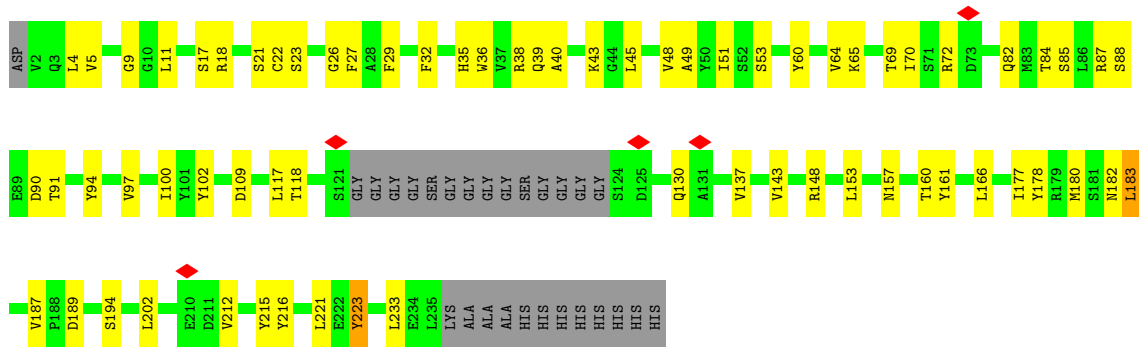 ASP V2 Q3 L4 V5 G9 G10 L11 S17 R18 S21 C22 S23 G26 F27 A28 F29 F32 H35 W36 V37 R38 Q39 A40 K43 G44 L45 V48 A49 Y50 I51 S52 S53 Y60 V64 K65 T69 I70 S71 R72 D73 Q82 M83 T84 S85 L86 R87 S88
E89 D90 T91 Y94 V97 I100 Y101 Y102 D109 L117 T118 S121 GLY GLY GLY GLY SER GLY GLY GLY GLY SER GLY GLY GLY GLY S124 D125 Q130 A131 V137 V143 R148 L153 N157 T160 Y161 L166 I177 Y178 R179 M180 S181 N182 L183
V187 P188 D189 S194 L202 E210 D211 V212 Y215 Y216 L221 E222 Y223 L233 E234 L235 LYS ALA ALA ALA HIS HIS HIS HIS HIS HIS